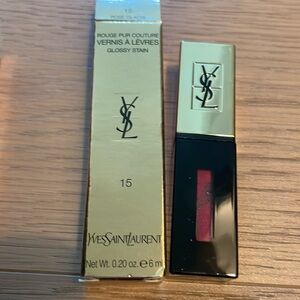 15
ROUGE PUR COUTURE
VERNIS À LÈVRES
GLOSSY STAIN
YSL
15
YVESSAINTLAURENT
Net Wt. 0.20 oz. ℮ 6 ml
YSL